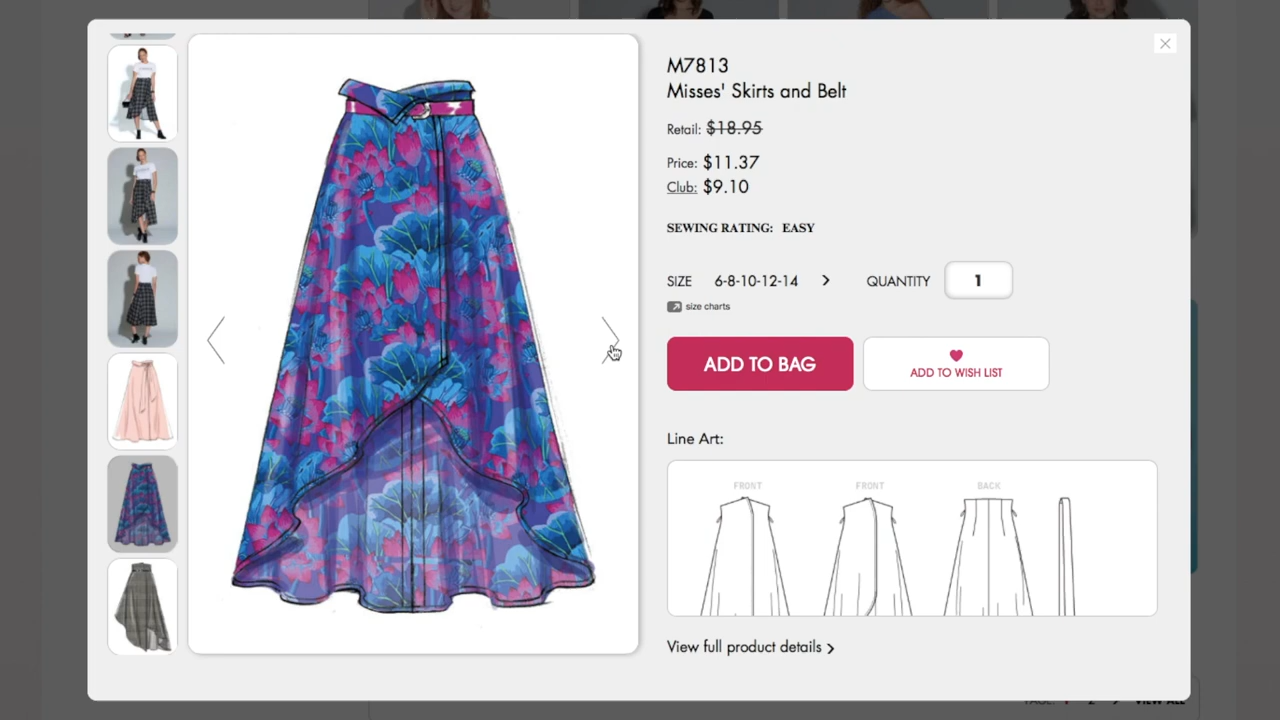 M7813
Misses' Skirts and Belt
Retail: $18.95
Price: $11.37
Club: $9.10
SEWING RATING: EASY
SIZE 6-8-10-12-14 > QUANTITY 1
size charts
ADD TO BAG
ADD TO WISH LIST
Line Art:
FRONT FRONT BACK
View full product details >
VIEW ALL